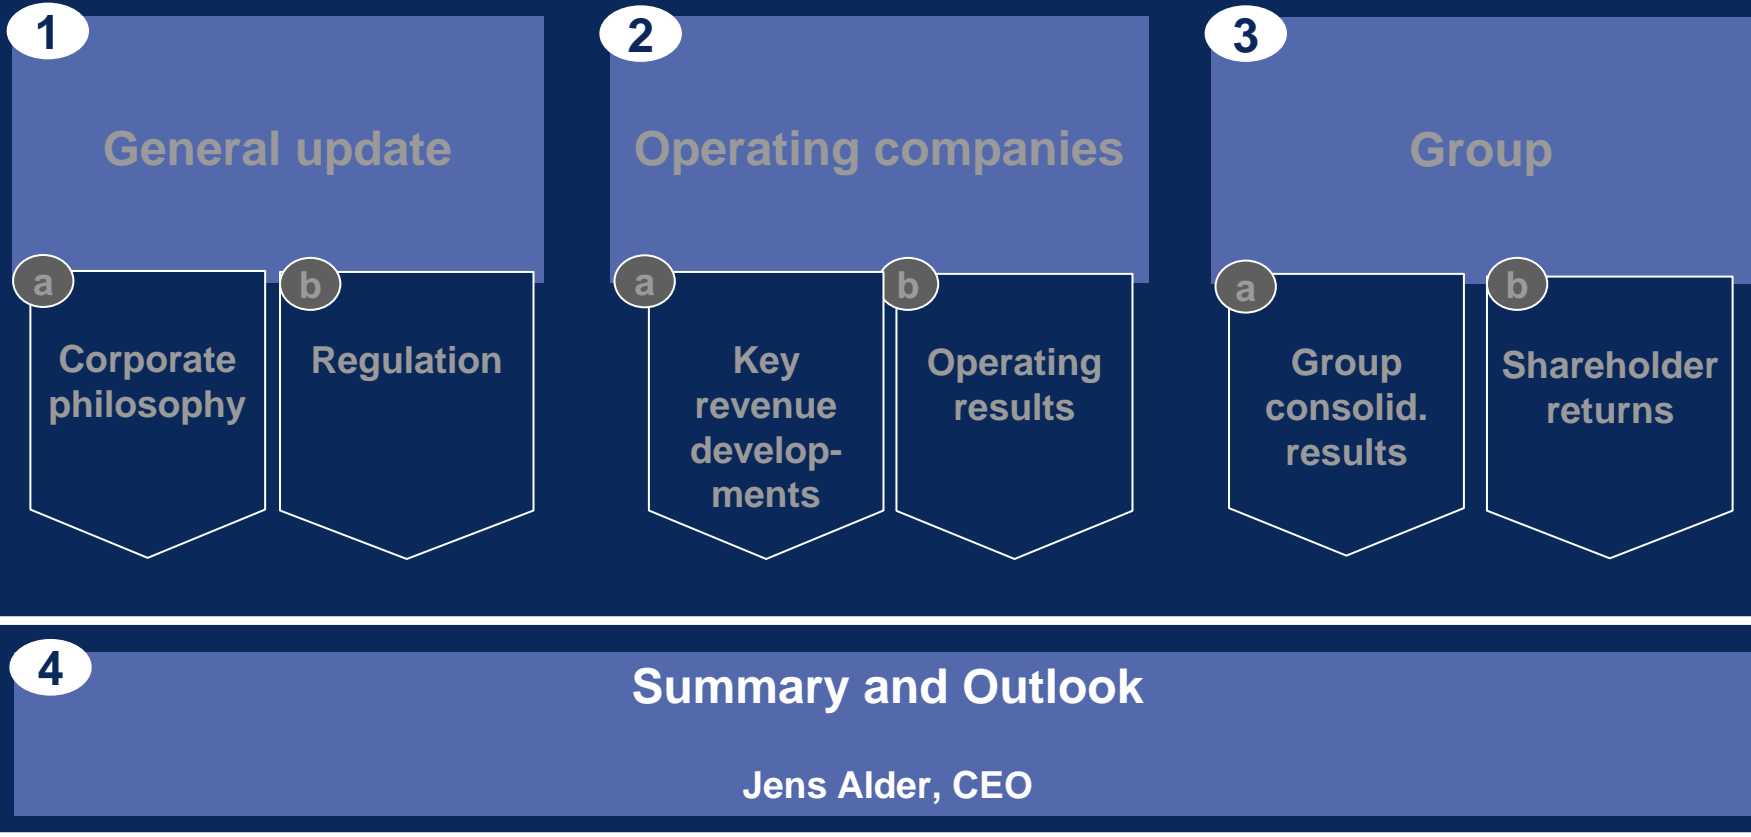 1
General update
a
Corporate
philosophy
b
Regulation
2
Operating companies
a
Key
revenue
develop-
ments
b
Operating
results
3
Group
a
Group
consolid.
results
b
Shareholder
returns
4
Summary and Outlook
Jens Alder, CEO